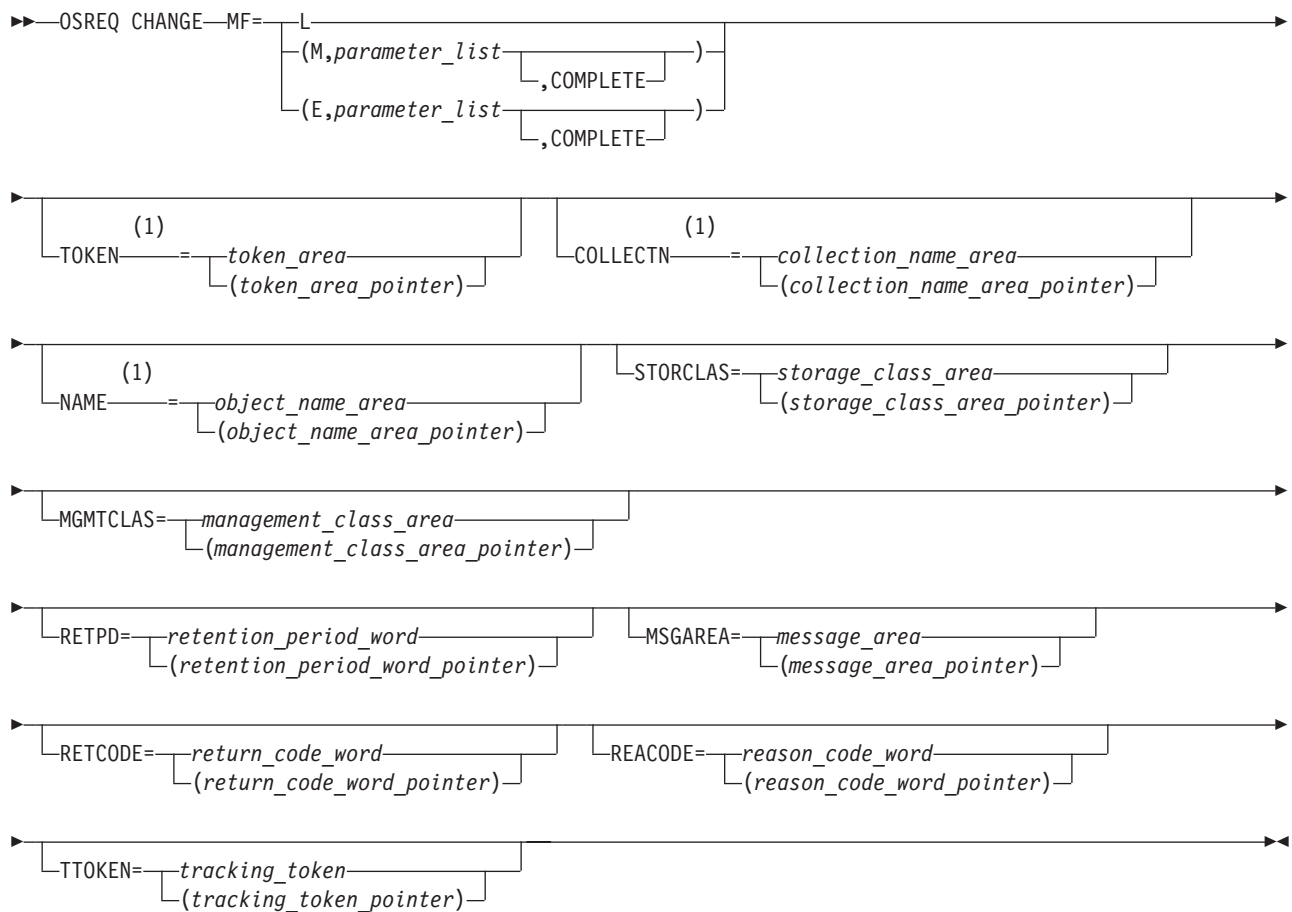 OSREQ CHANGE MF= L
(M,parameter_list )
,COMPLETE
(E,parameter_list )
,COMPLETE
(1) (1)
TOKEN = token_area COLLECTN = collection_name_area
(token_area_pointer) (collection_name_area_pointer)
(1) STORCLAS= storage_class_area
NAME = object_name_area (storage_class_area_pointer)
(object_name_area_pointer)
MGMTCLAS= management_class_area
(management_class_area_pointer)
RETPD= retention_period_word MSGAREA= message_area
(retention_period_word_pointer) (message_area_pointer)
RETCODE= return_code_word REACODE= reason_code_word
(return_code_word_pointer) (reason_code_word_pointer)
TTOKEN= tracking_token
(tracking_token_pointer)